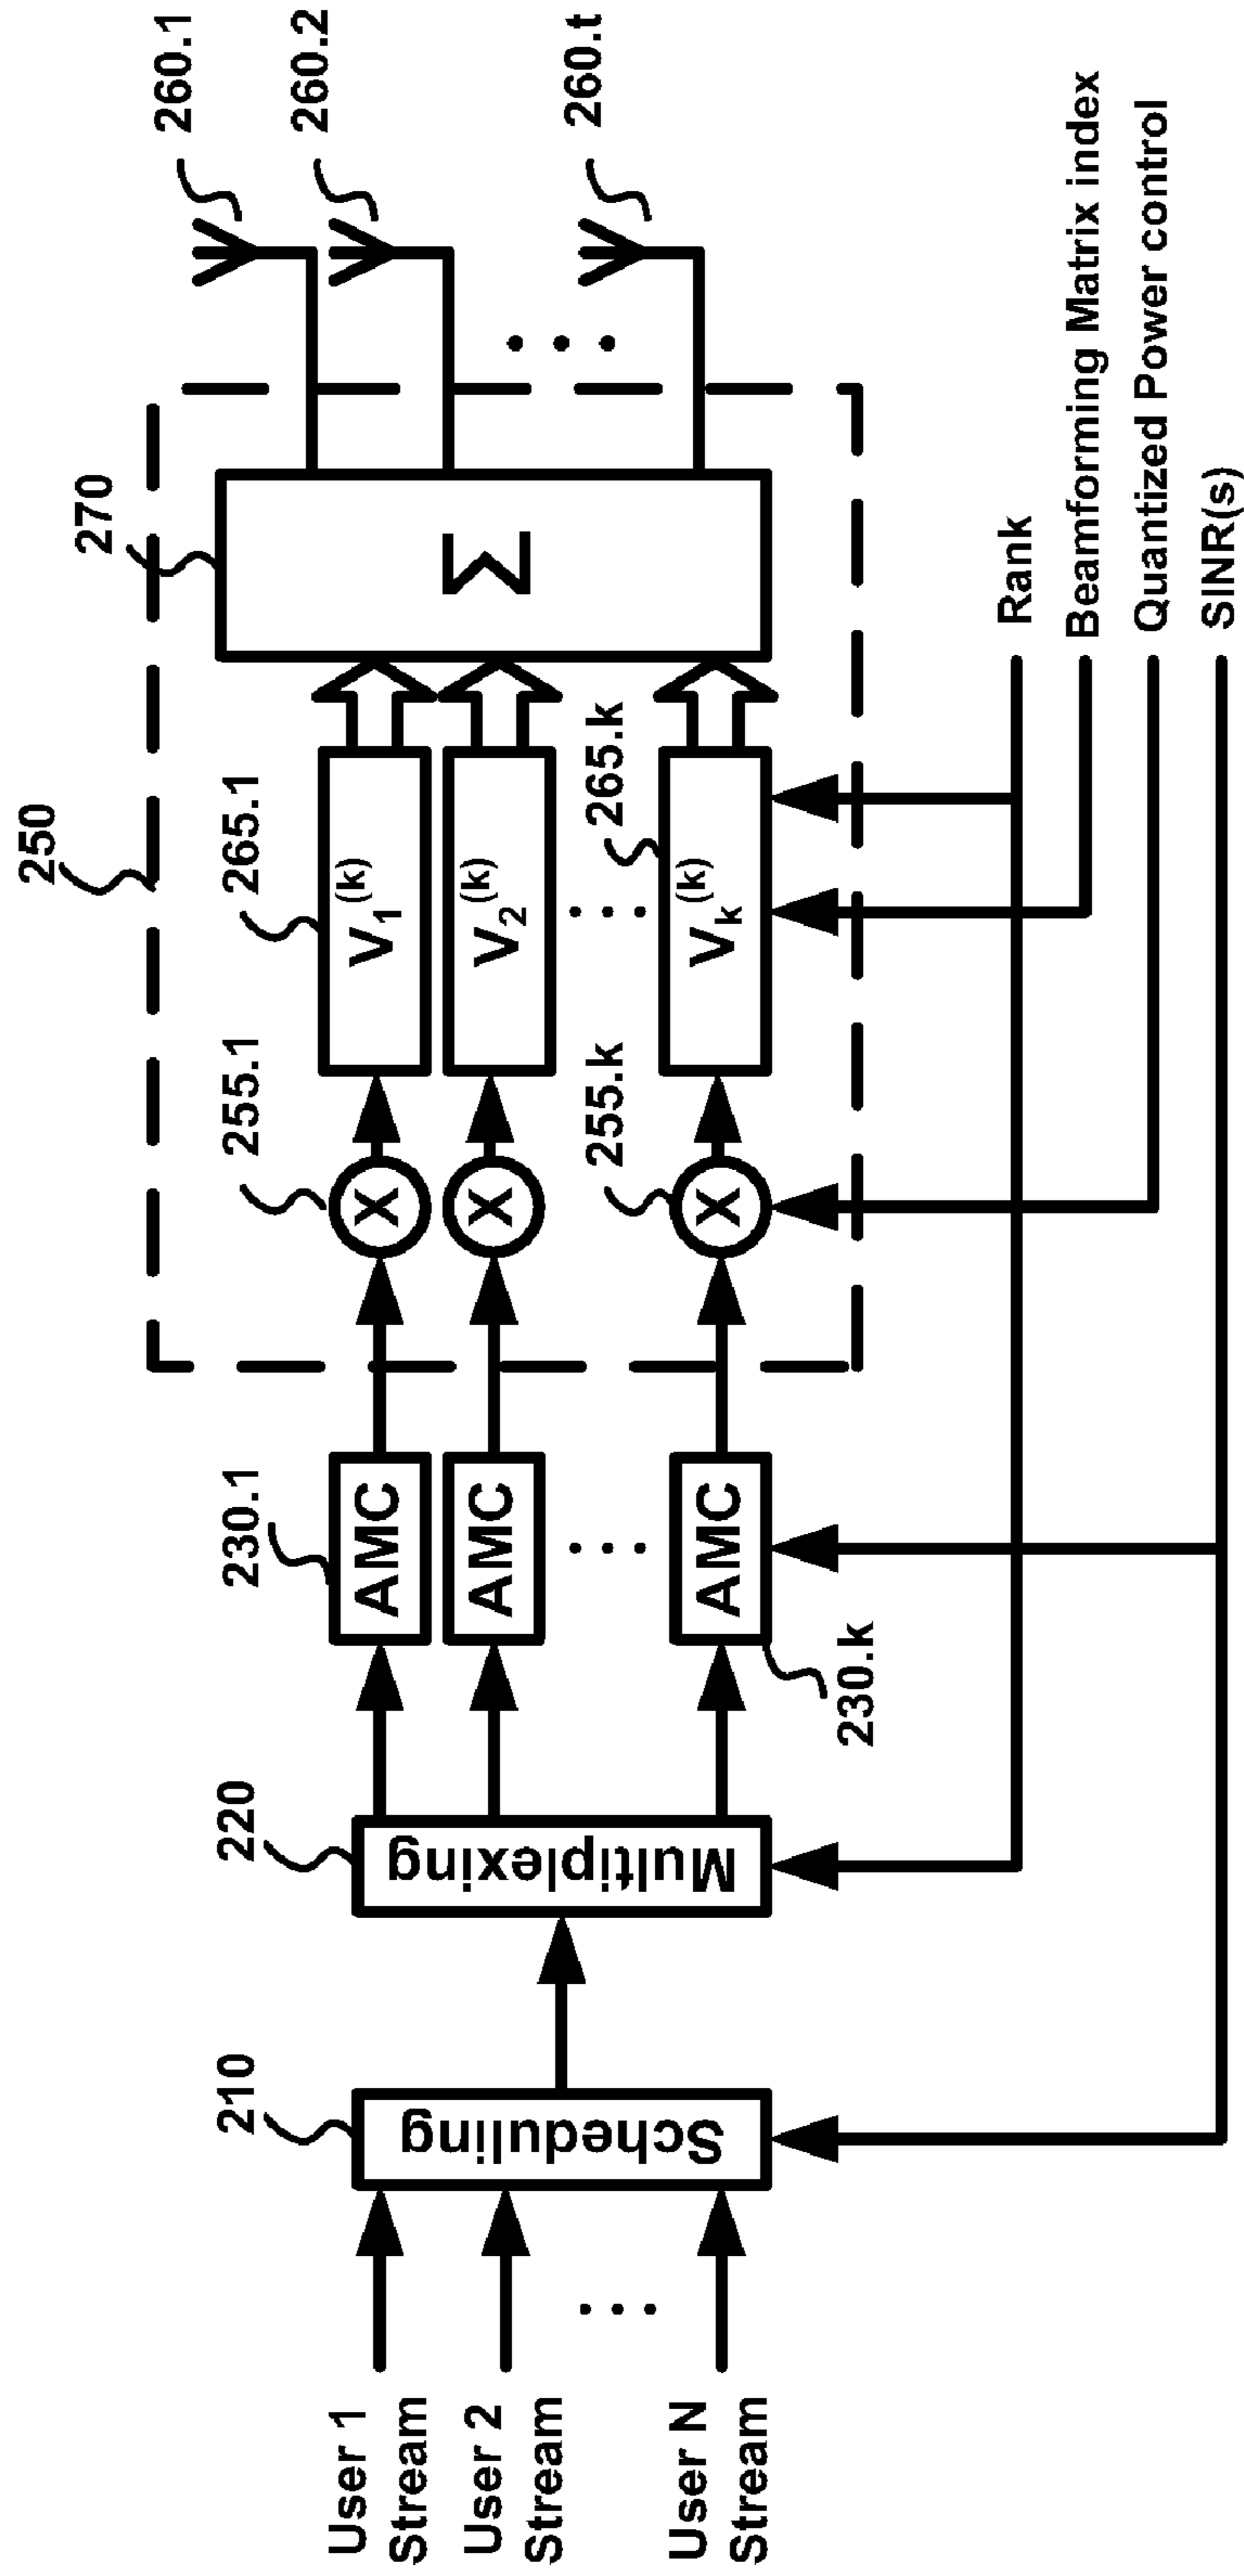 260.1
260.2
260.t
270
250
265.1
265.k
255.1
255.k
230.1
230.k
220
210
User 1
Stream
User 2
Stream
User N
Stream
Scheduling
Multiplexing
AMC
AMC
AMC
X
X
X
V1(k)
V2(k)
Vk(k)
Σ
...
...
...
...
Rank
Beamforming Matrix index
Quantized Power control
SINR(s)